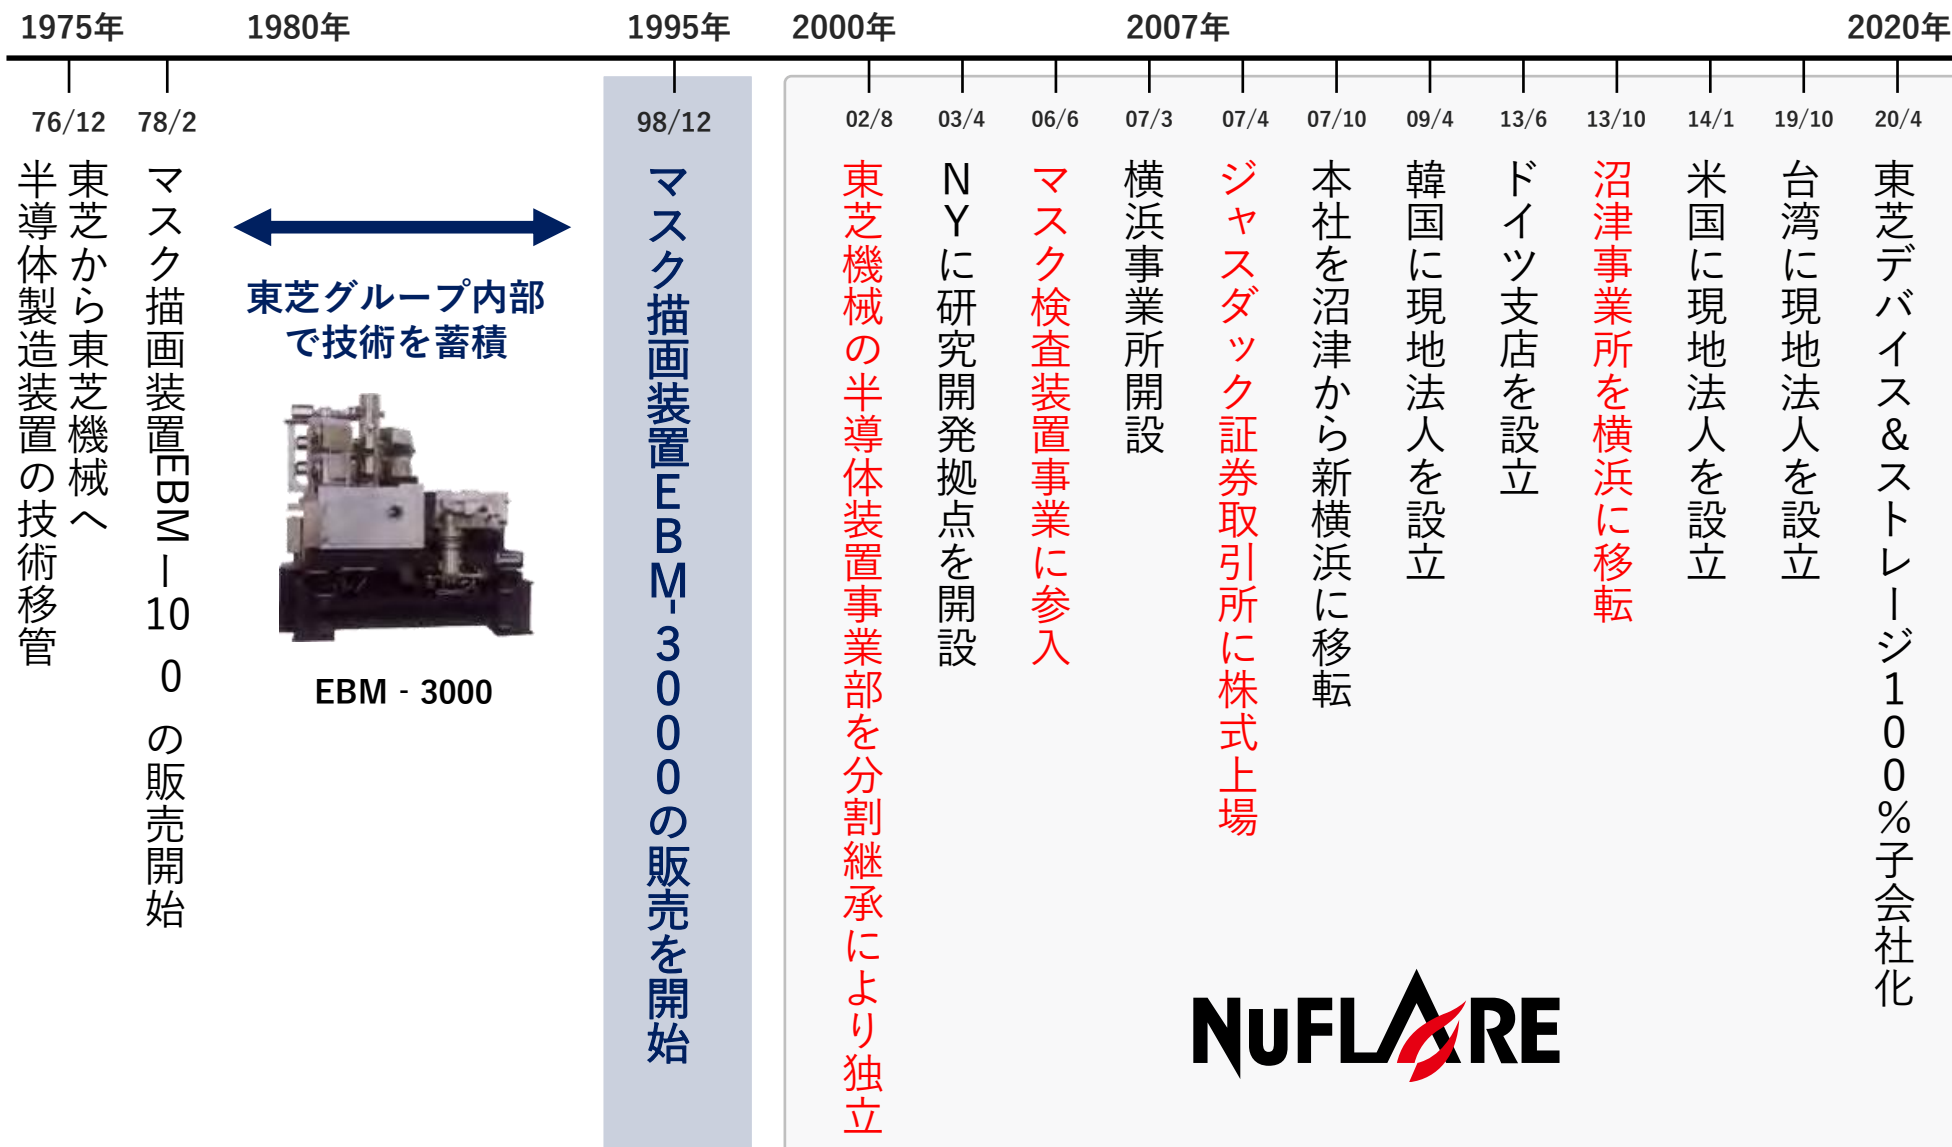 1975年
1980年
1995年
2000年
2007年
2020年
76/12
78/2
98/12
02/8
03/4
06/6
07/3
07/4
07/10
09/4
13/6
13/10
14/1
19/10
20/4
東芝から東芝機械へ
半導体製造装置の技術移管
マスク描画装置EBMー100の販売開始
東芝グループ内部
で技術を蓄積
EBM - 3000
マスク描画装置EBM-3000の販売を開始
東芝機械の半導体装置事業部を分割継承により独立
NYに研究開発拠点を開設
マスク検査装置事業に参入
横浜事業所開設
ジャスダック証券取引所に株式上場
本社を沼津から新横浜に移転
韓国に現地法人を設立
ドイツ支店を設立
沼津事業所を横浜に移転
米国に現地法人を設立
台湾に現地法人を設立
東芝デバイス&ストレージ100%子会社化
NUFLARE